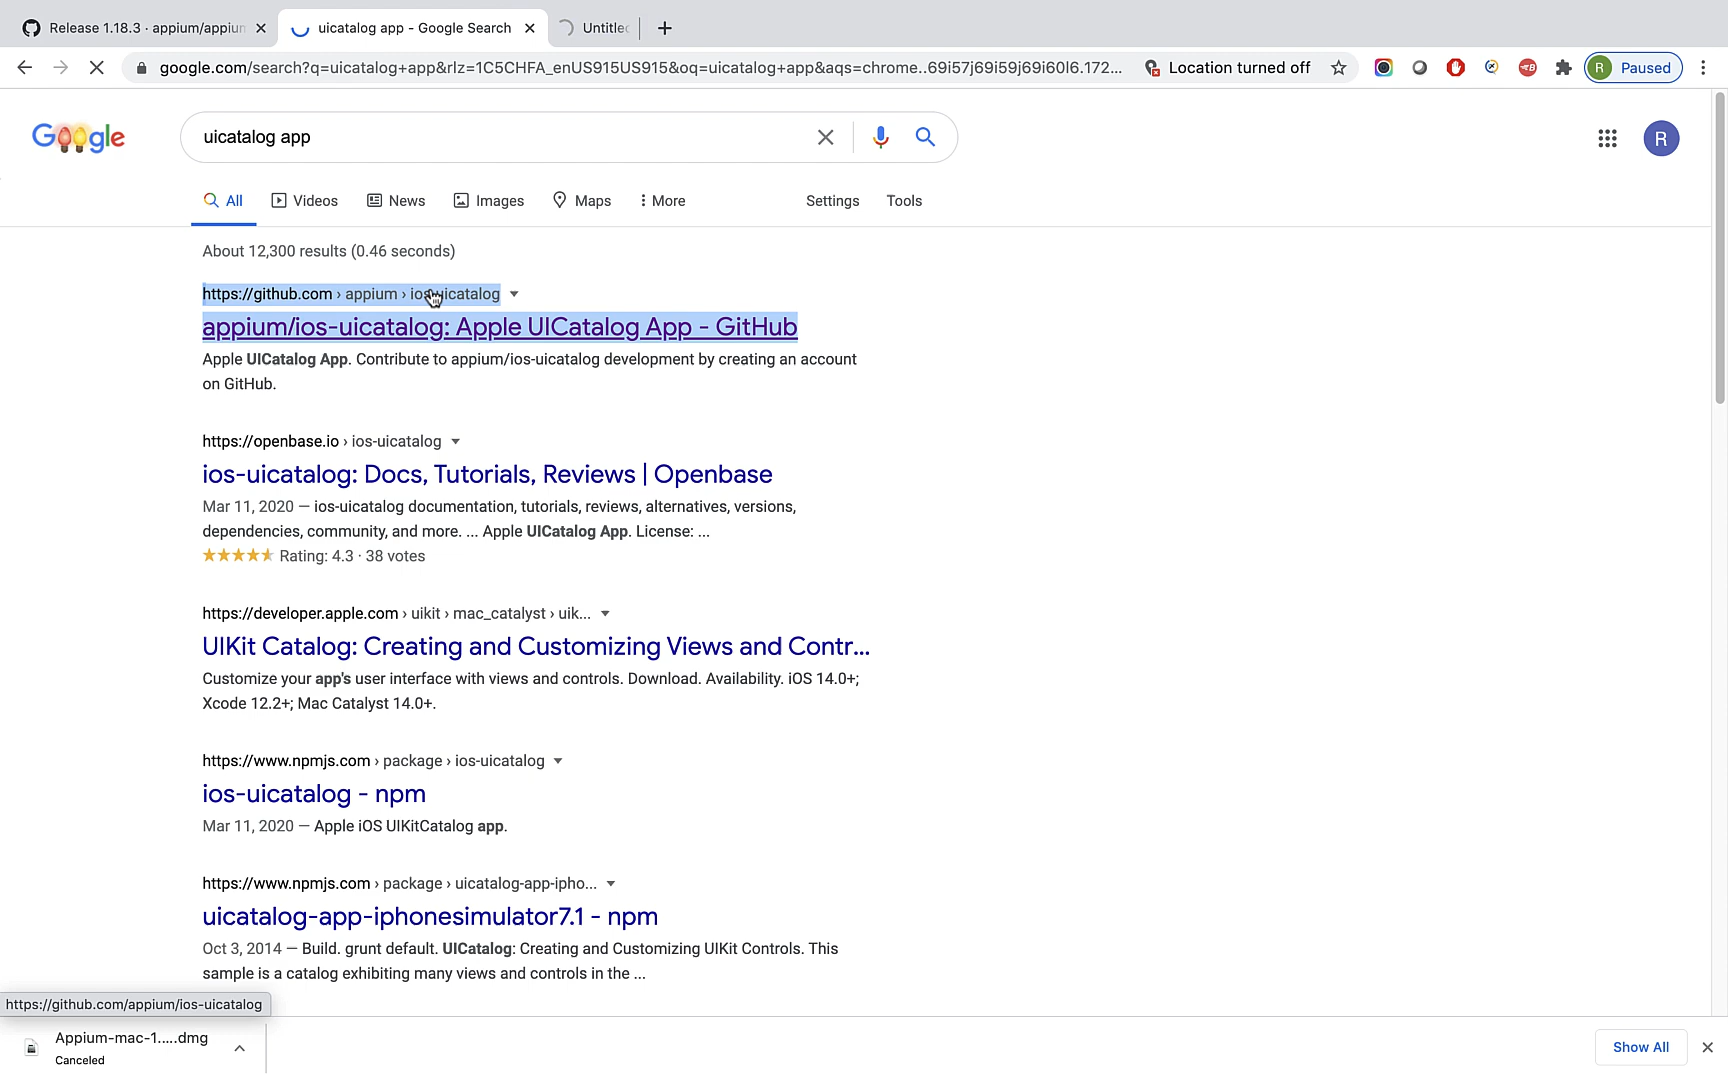 Release 1.18.3 · appium/appium
uicatalog app - Google Search
Untitled
google.com/search?q=uicatalog+app&rlz=1C5CHFA_enUS915US915&oq=uicatalog+app&aqs=chrome..69i57j69i59j69i60l6.172...
Location turned off
R
Paused
Google
uicatalog app
R
All
Videos
News
Images
Maps
More
Settings
Tools
About 12,300 results (0.46 seconds)
https://github.com › appium › ios-uicatalog
appium/ios-uicatalog: Apple UICatalog App - GitHub
Apple UICatalog App. Contribute to appium/ios-uicatalog development by creating an account
on GitHub.
https://openbase.io › ios-uicatalog
ios-uicatalog: Docs, Tutorials, Reviews | Openbase
Mar 11, 2020 — ios-uicatalog documentation, tutorials, reviews, alternatives, versions,
dependencies, community, and more. ... Apple UICatalog App. License: ...
Rating: 4.3 · 38 votes
https://developer.apple.com › uikit › mac_catalyst › uik...
UIKit Catalog: Creating and Customizing Views and Contr...
Customize your app's user interface with views and controls. Download. Availability. iOS 14.0+;
Xcode 12.2+; Mac Catalyst 14.0+.
https://www.npmjs.com › package › ios-uicatalog
ios-uicatalog - npm
Mar 11, 2020 — Apple iOS UIKitCatalog app.
https://www.npmjs.com › package › uicatalog-app-ipho...
uicatalog-app-iphonesimulator7.1 - npm
Oct 3, 2014 — Build. grunt default. UICatalog: Creating and Customizing UIKit Controls. This
sample is a catalog exhibiting many views and controls in the ...
https://github.com/appium/ios-uicatalog
Appium-mac-1.....dmg
Canceled
Show All